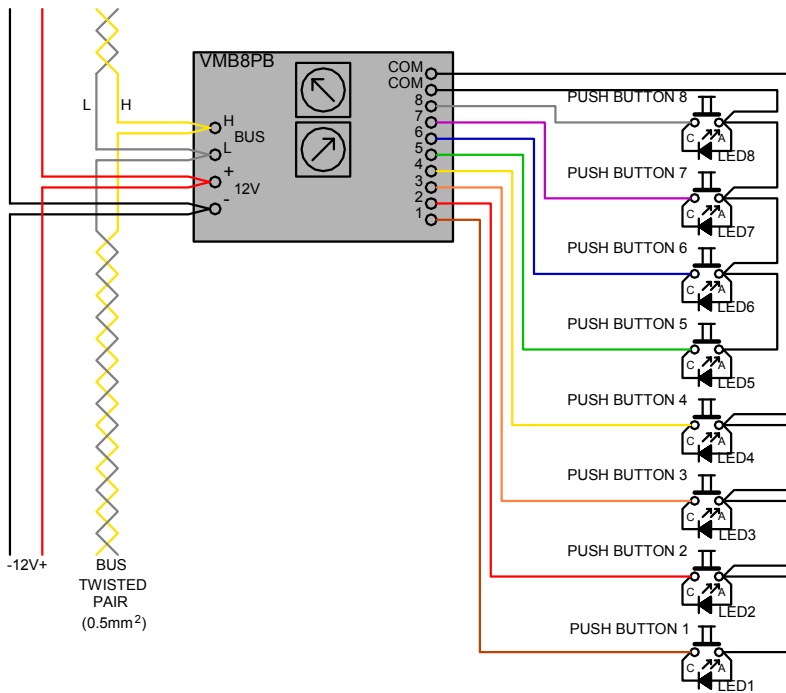 VMB8PB
COM
COM
8
7
6
5
4
3
2
1
L
H
H
BUS
L
+
12V
-
PUSH BUTTON 8
C
A
LED8
PUSH BUTTON 7
C
A
LED7
PUSH BUTTON 6
C
A
LED6
PUSH BUTTON 5
C
A
LED5
PUSH BUTTON 4
C
A
LED4
PUSH BUTTON 3
C
A
LED3
PUSH BUTTON 2
C
A
LED2
PUSH BUTTON 1
C
A
LED1
-12V+
BUS
TWISTED
PAIR
(0.5mm²)